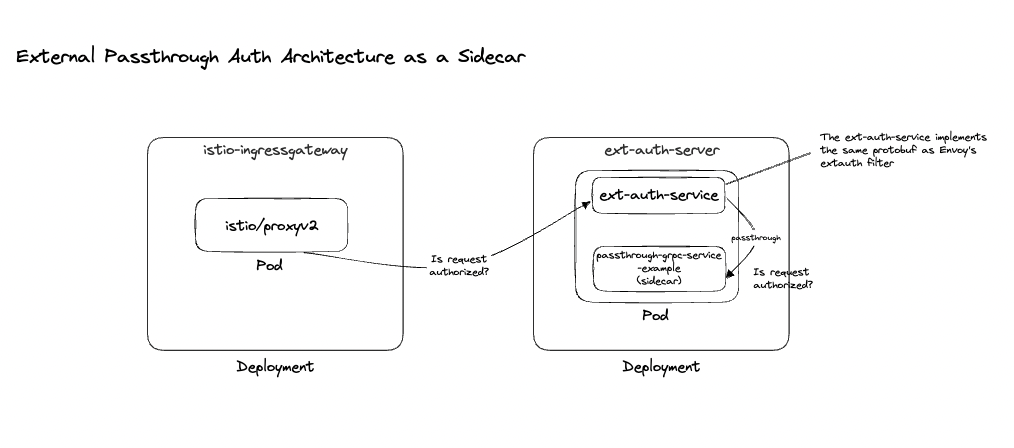 External Passthrough Auth Architecture as a Sidecar
istio-ingressgateway
istio/proxyv2
Pod
Deployment
Is request
authorized?
ext-auth-server
ext-auth-service
passthrough
passthrough-grpc-service
-example
(sidecar)
Is request
authorized?
Pod
Deployment
The ext-auth-service implements
the same protobuf as Envoy's
extauth filter